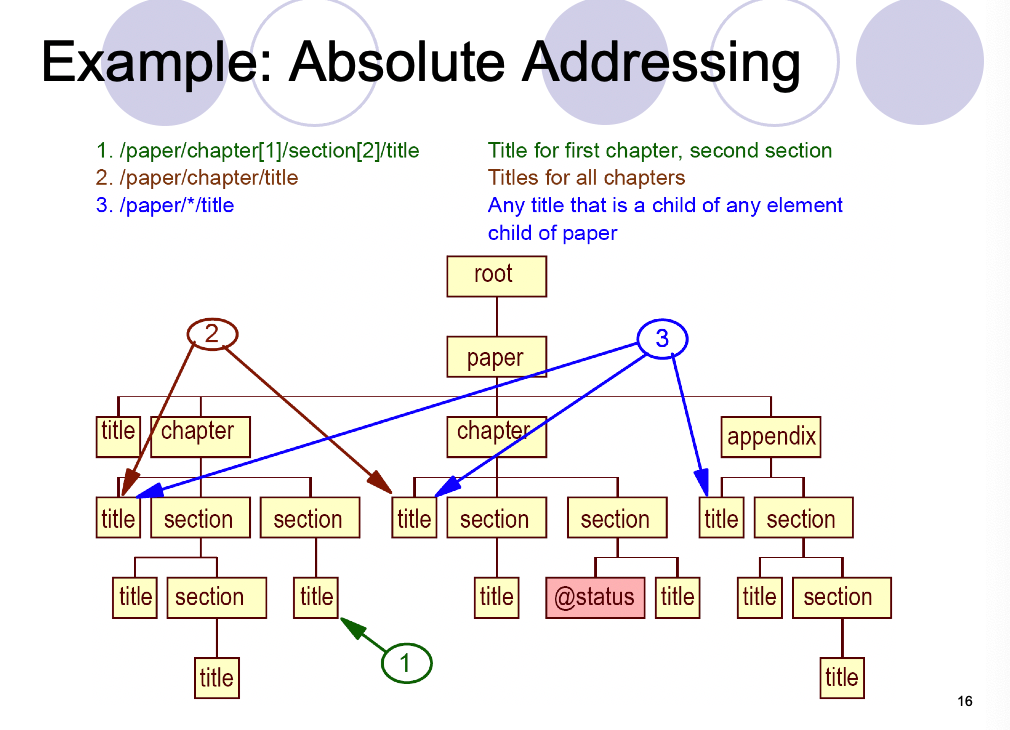 Example: Absolute Addressing
1. /paper/chapter[1]/section[2]/title
Title for first chapter, second section
2. /paper/chapter/title
Titles for all chapters
3. /paper/*/title
Any title that is a child of any element
child of paper
root
2
3
paper
title
chapter
chapter
appendix
title
section
section
title
section
section
title
section
title
section
title
title
@status
title
title
section
1
title
title
16